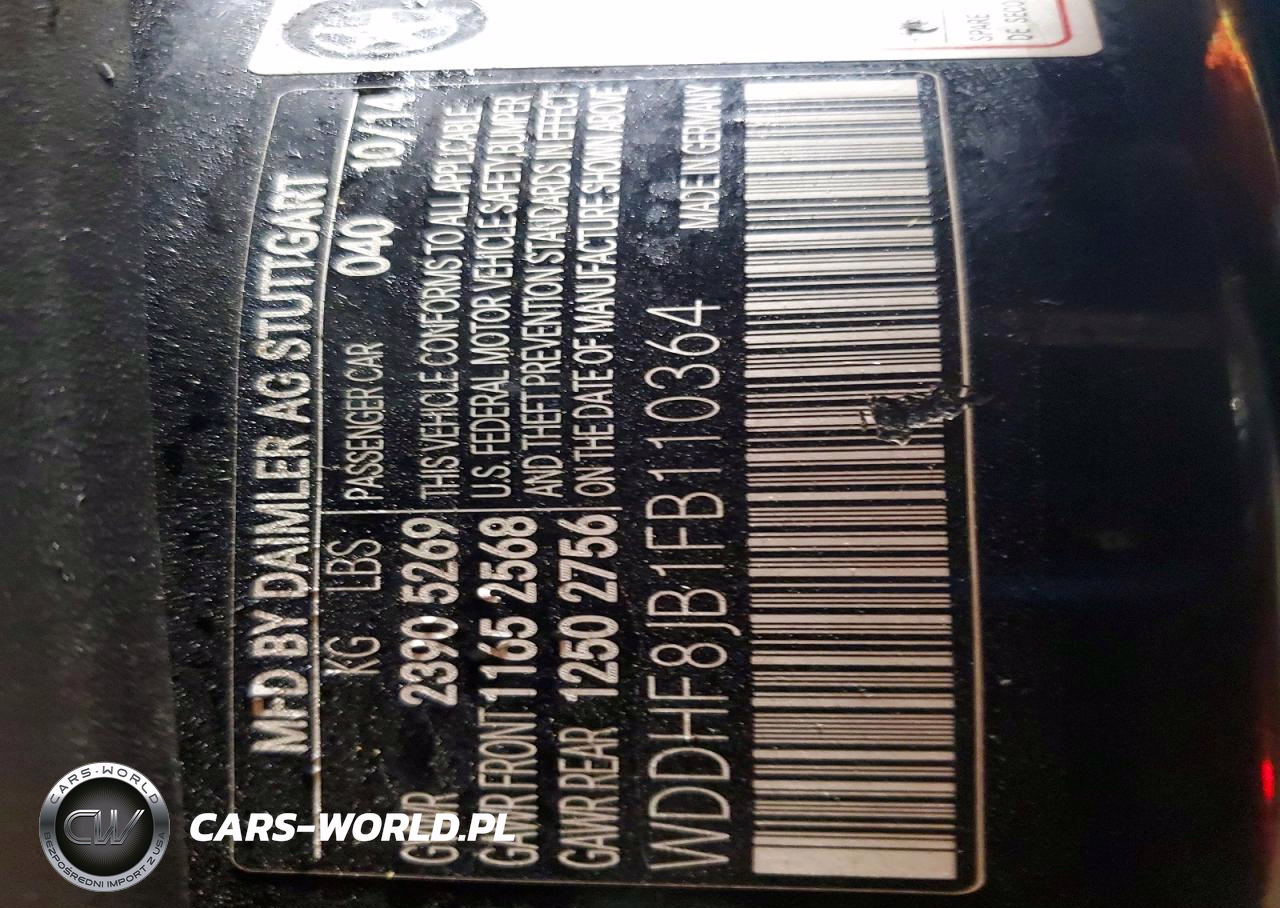 SPARE
DE SECO
MFD BY DAIMLER AG STUTTGART
KG LBS PASSENGER CAR 040 10/14
GVWR 2390 5269 THIS VEHICLE CONFORMS TO ALL APPLICABLE
GAWR FRONT 1165 2568 U.S. FEDERAL MOTOR VEHICLE SAFETY BUMPER
AND THEFT PREVENTION STANDARDS IN EFFECT
GAWR REAR 1250 2756 ON THE DATE OF MANUFACTURE SHOWN ABOVE
WDDHF8JB1FB110364 MADE IN GERMANY
CARS-WORLD
CW
BEZPOŚREDNI IMPORT Z USA
CARS-WORLD.PL